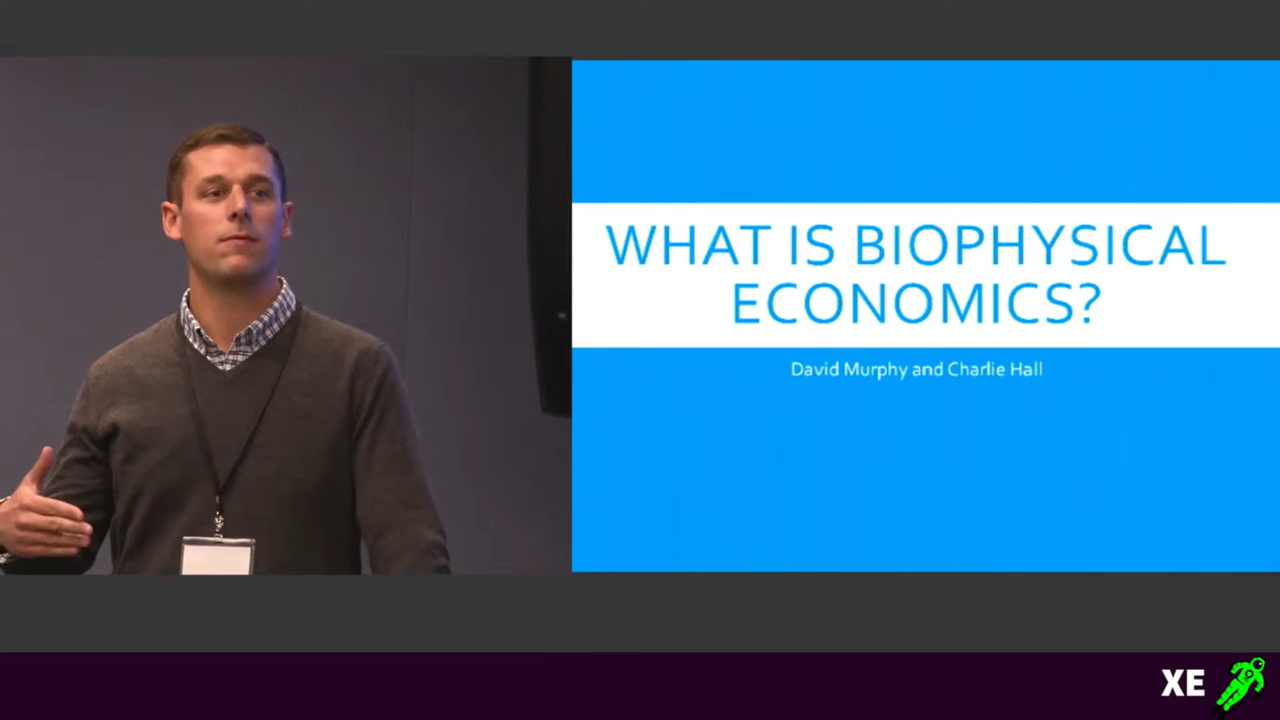 WHAT IS BIOPHYSICAL
ECONOMICS?
David Murphy and Charlie Hall
XE